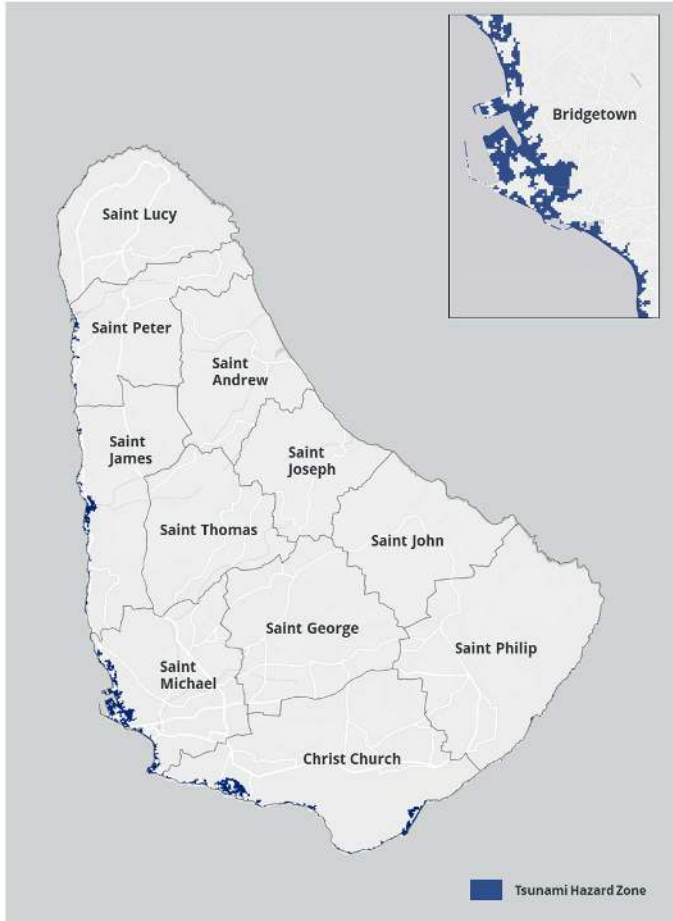 Bridgetown
Saint Lucy
Saint Peter
Saint
Andrew
Saint
James
Saint
Joseph
Saint Thomas
Saint John
Saint George
Saint Philip
Saint
Michael
Christ Church
Tsunami Hazard Zone